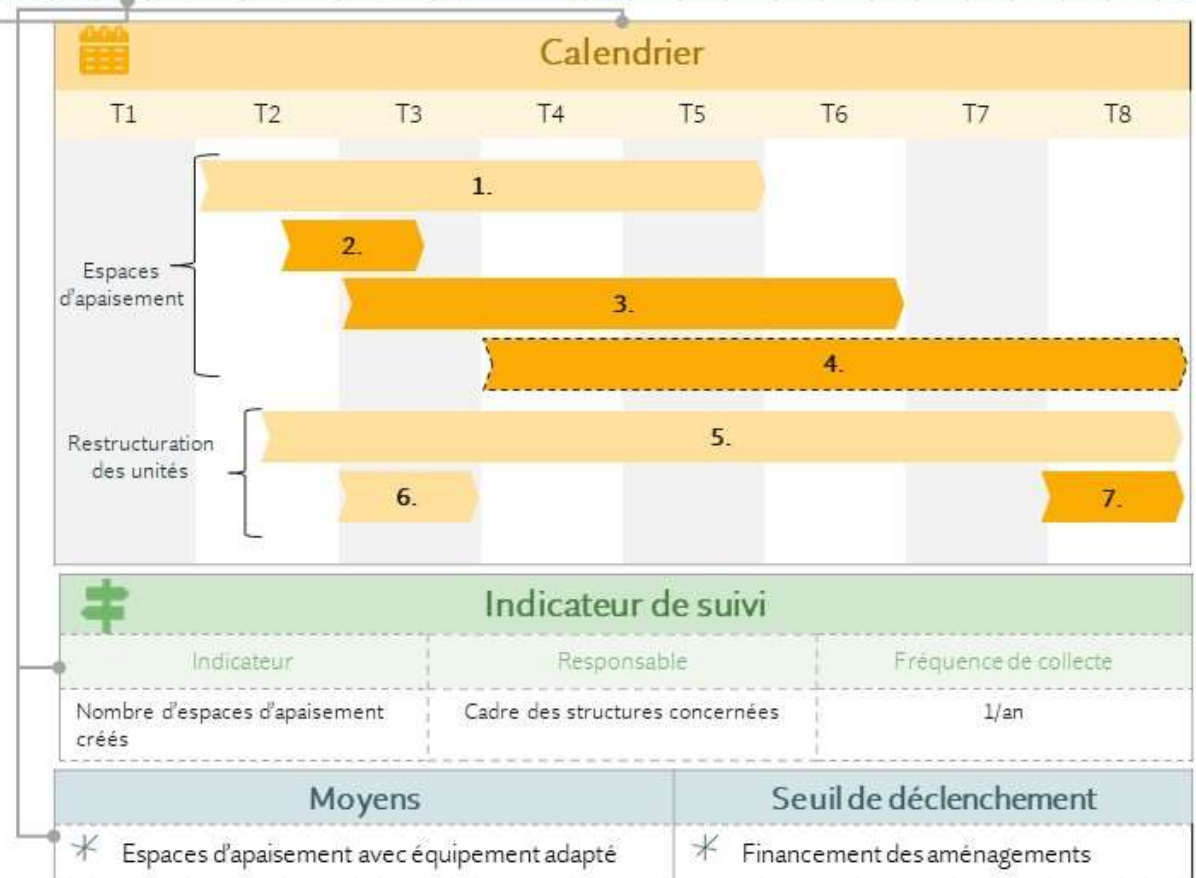 Calendrier
T1 T2 T3 T4 T5 T6 T7 T8
1.
2.
Espaces
d'apaisement
3.
4.
Restructuration
des unités
5.
6.
7.
Indicateur de suivi
Indicateur Responsable Fréquence de collecte
Nombre d'espaces d'apaisement
créés
Cadre des structures concernées
1/an
Moyens
Seuil de déclenchement
Espaces d'apaisement avec équipement adapté
Financement des aménagements